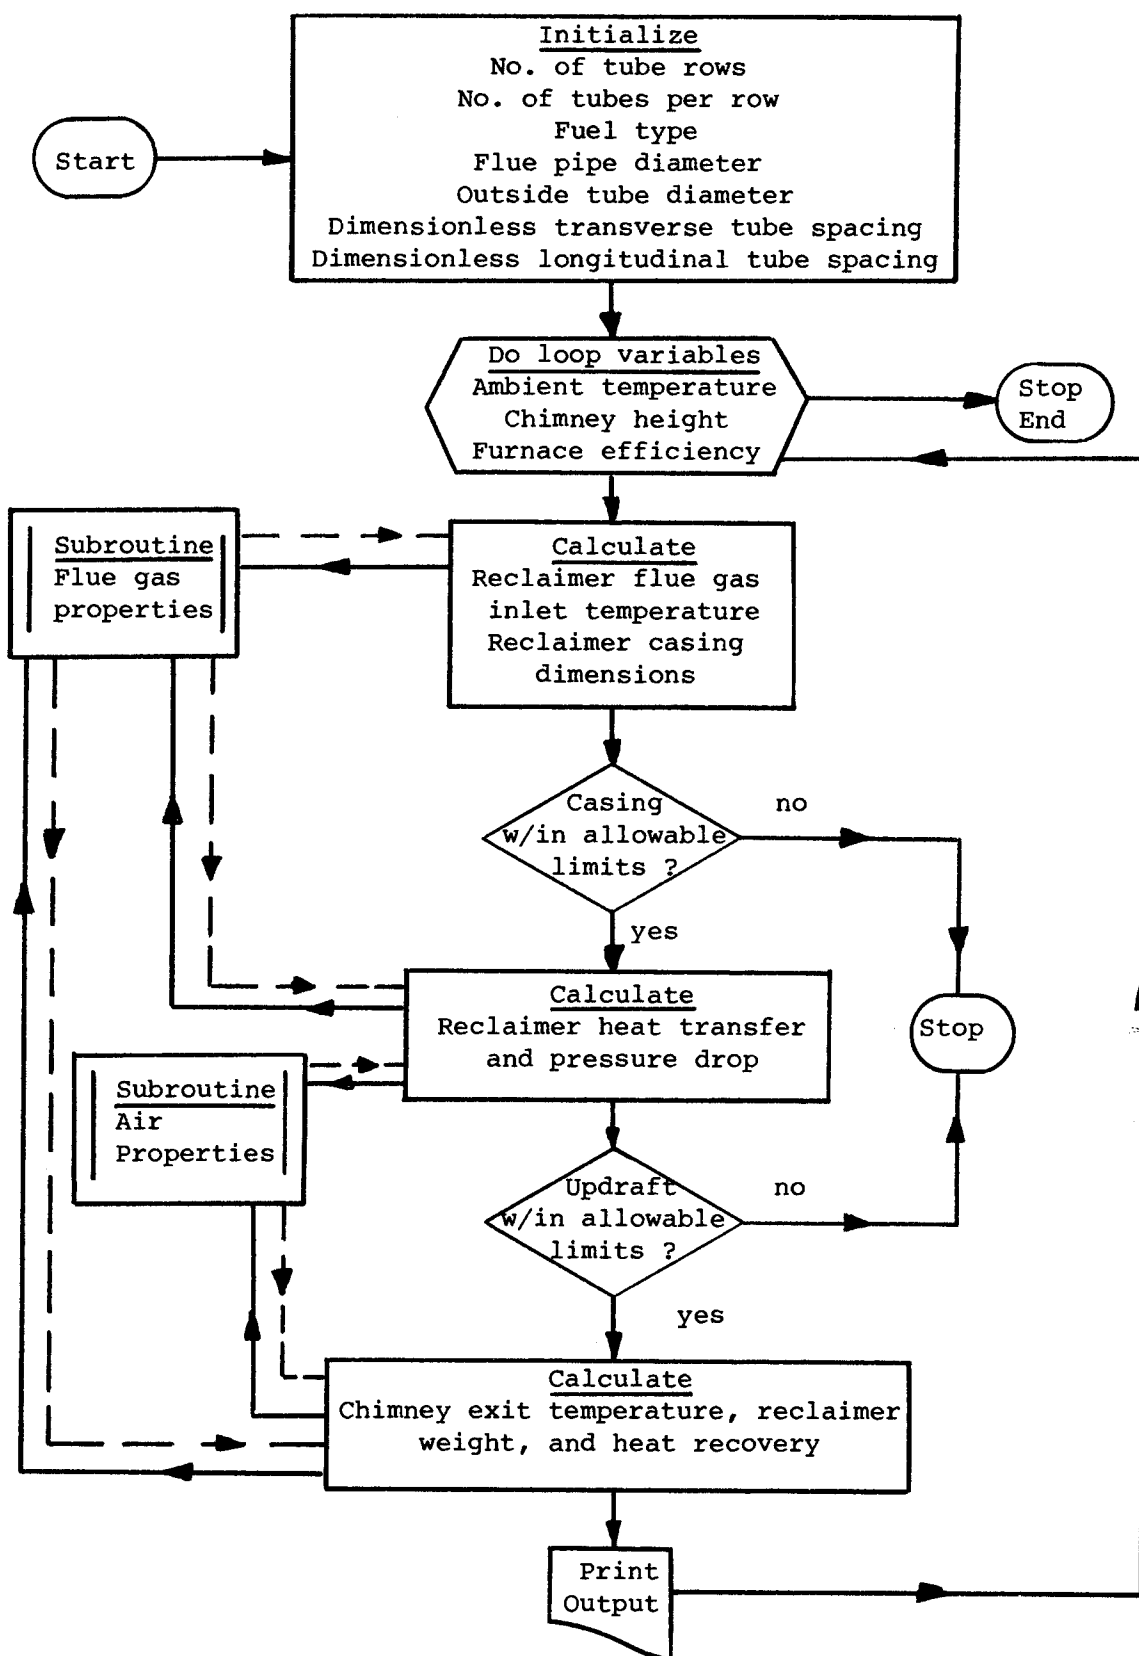 Initialize
No. of tube rows
No. of tubes per row
Fuel type
Flue pipe diameter
Outside tube diameter
Dimensionless transverse tube spacing
Dimensionless longitudinal tube spacing
Start
Do loop variables
Ambient temperature
Chimney height
Furnace efficiency
Stop
End
Subroutine
Flue gas
properties
Calculate
Reclaimer flue gas
inlet temperature
Reclaimer casing
dimensions
Casing
w/in allowable
limits ?
no
yes
Calculate
Reclaimer heat transfer
and pressure drop
Stop
Subroutine
Air
Properties
Updraft
w/in allowable
limits ?
no
yes
Calculate
Chimney exit temperature, reclaimer
weight, and heat recovery
Print
Output